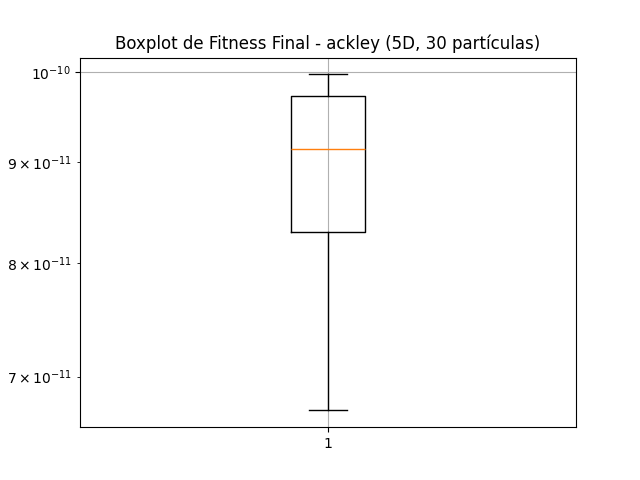 Boxplot de Fitness Final - ackley (5D, 30 partículas)
10⁻¹⁰
9 × 10⁻¹¹
8 × 10⁻¹¹
7 × 10⁻¹¹
1